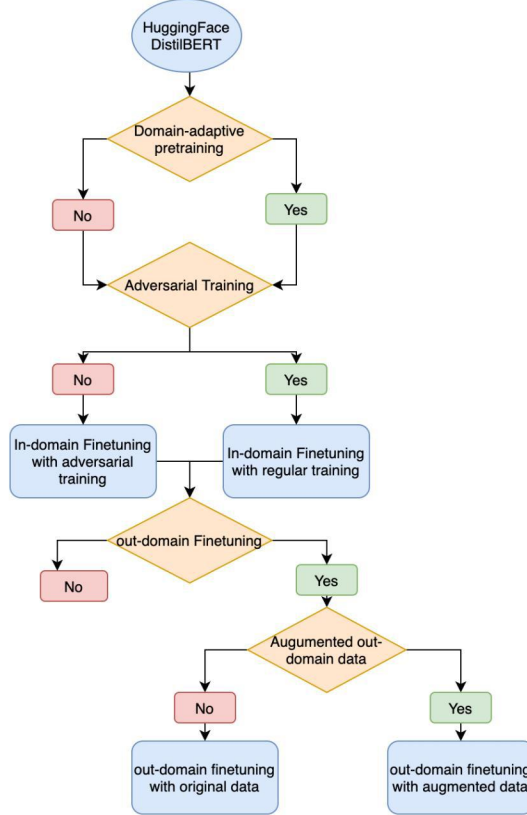 HuggingFace
DistilBERT
Domain-adaptive
pretraining
No
Yes
Adversarial Training
No
Yes
In-domain Finetuning
with adversarial
training
In-domain Finetuning
with regular training
out-domain Finetuning
No
Yes
Augumented out-
domain data
No
Yes
out-domain finetuning
with original data
out-domain finetuning
with augmented data